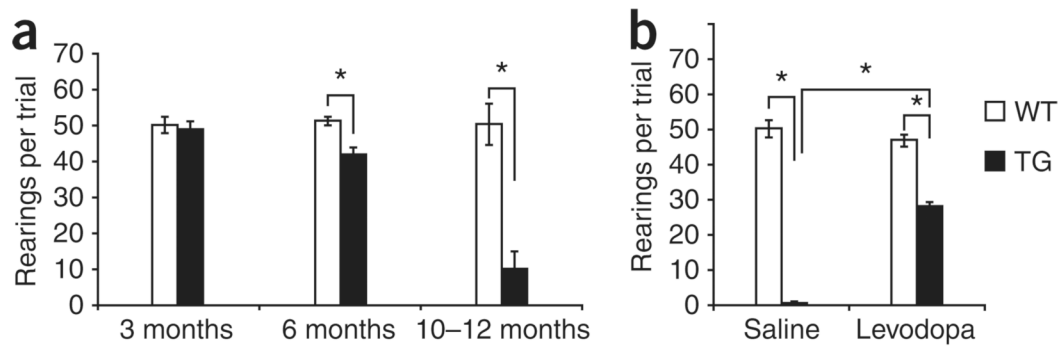 a
Rearings per trial
70
60
50
40
30
20
10
0
*
*
3 months
6 months
10–12 months
b
Rearings per trial
70
60
50
40
30
20
10
0
*
*
*
Saline
Levodopa
WT
TG